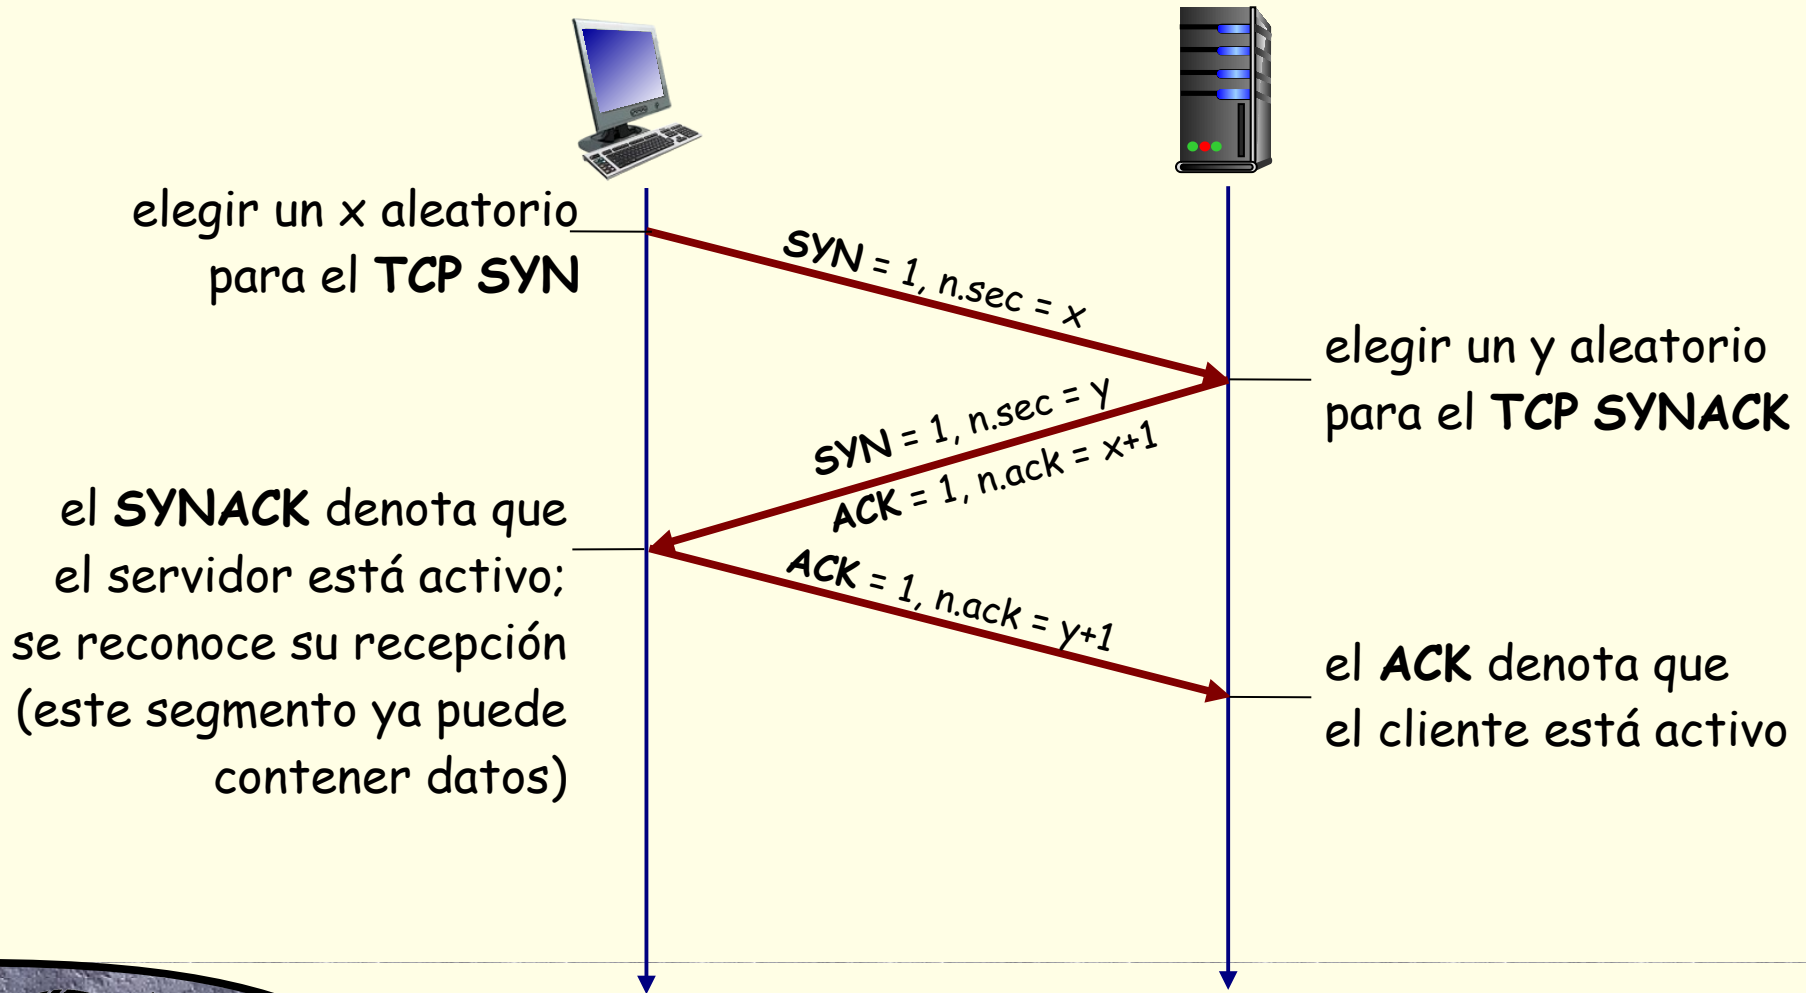 elegir un x aleatorio
para el TCP SYN
SYN = 1, n.sec = x
elegir un y aleatorio
para el TCP SYNACK
SYN = 1, n.sec = y
ACK = 1, n.ack = x+1
el SYNACK denota que
el servidor está activo;
se reconoce su recepción
(este segmento ya puede
contener datos)
ACK = 1, n.ack = y+1
el ACK denota que
el cliente está activo